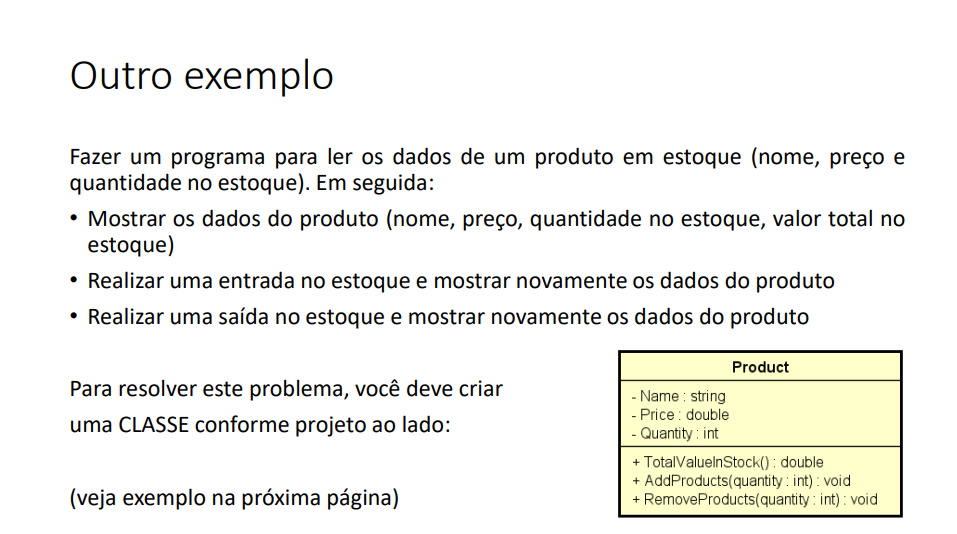 Outro exemplo
Fazer um programa para ler os dados de um produto em estoque (nome, preço e
quantidade no estoque). Em seguida:
• Mostrar os dados do produto (nome, preço, quantidade no estoque, valor total no
estoque)
• Realizar uma entrada no estoque e mostrar novamente os dados do produto
• Realizar uma saída no estoque e mostrar novamente os dados do produto
Para resolver este problema, você deve criar
uma CLASSE conforme projeto ao lado:
(veja exemplo na próxima página)
Product
- Name : string
- Price : double
- Quantity : int
+ TotalValueInStock() : double
+ AddProducts(quantity : int) : void
+ RemoveProducts(quantity : int) : void